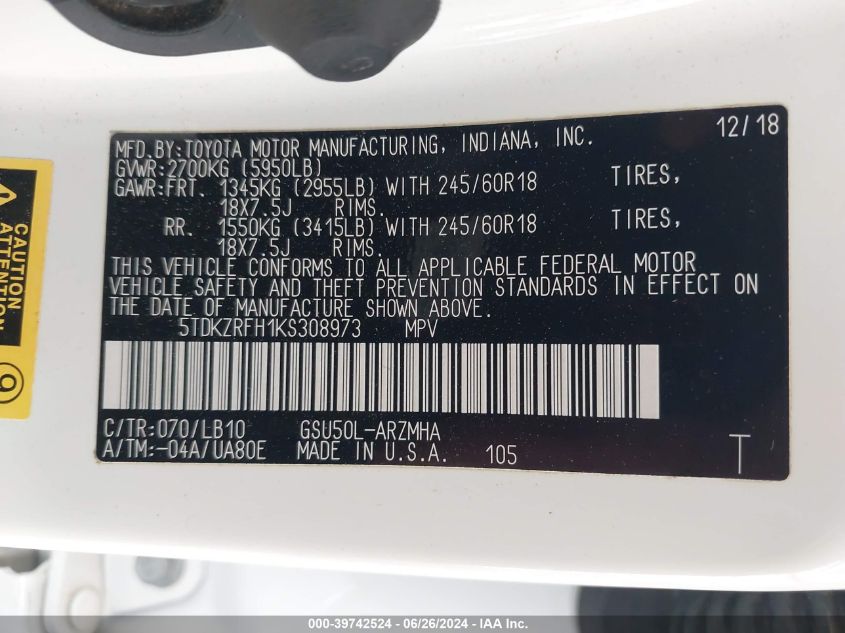 MFD. BY:TOYOTA MOTOR MANUFACTURING, INDIANA, INC. 12/18
GVWR:2700KG (5950LB)
GAWR:FRT. 1345KG (2955LB) WITH 245/60R18 TIRES,
18X7.5J RIMS.
RR. 1550KG (3415LB) WITH 245/60R18 TIRES,
18X7.5J RIMS.
THIS VEHICLE CONFORMS TO ALL APPLICABLE FEDERAL MOTOR
VEHICLE SAFETY AND THEFT PREVENTION STANDARDS IN EFFECT ON
THE DATE OF MANUFACTURE SHOWN ABOVE.
5TDKZRFH1KS308973 MPV
C/TR:070/LB10 GSU50L-ARZMHA
A/TM:-04A/UA80E MADE IN U.S.A. 105 T
CAUTION
ATTENTION
9
000-39742524 - 06/26/2024 - IAA Inc.